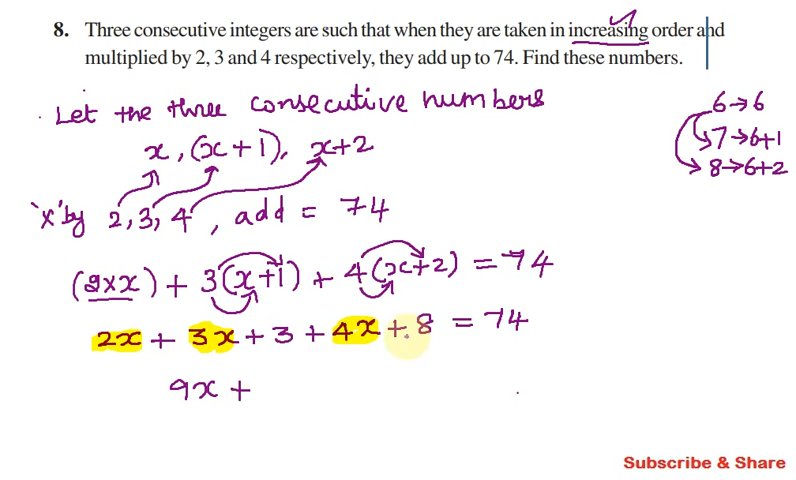 8. Three consecutive integers are such that when they are taken in increasing order and
multiplied by 2, 3 and 4 respectively, they add up to 74. Find these numbers.
Let the three consecutive numbers
x, (x + 1), x+2
'x' by 2, 3, 4, add = 74
(2×x) + 3(x+1) + 4(x+2) = 74
2x + 3x + 3 + 4x + 8 = 74
9x +
6→6
7→6+1
8→6+2
Subscribe & Share